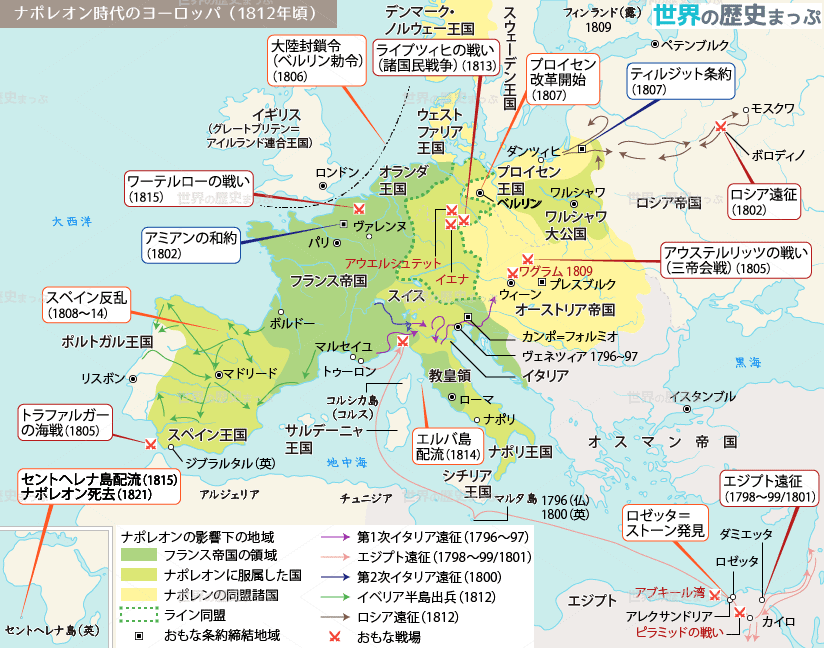 ナポレオン時代のヨーロッパ（1812年頃）
世界の歴史まっぷ
デンマーク・
ノルウェー王国
スウェーデン王国
フィンランド(露)
1809
ペテンブルク
大陸封鎖令
(ベルリン勅令)
(1806)
ライプツィヒの戦い
(諸国民戦争)(1813)
プロイセン
改革開始
(1807)
ティルジット条約
(1807)
モスクワ
ボロディノ
イギリス
(グレートブリテン=
アイルランド連合王国)
ウェスト
ファリア
王国
ダンツィヒ
ロンドン
オランダ
王国
プロイセン
王国
ベルリン
ワルシャワ
ワルシャワ
大公国
ロシア帝国
ロシア遠征
(1802)
ワーテルローの戦い
(1815)
大西洋
アミアンの和約
(1802)
ヴァレンヌ
パリ
アウエルシュテット
イエナ
フランス帝国
アウステルリッツの戦い
(三帝会戦)(1805)
ワグラム 1809
ウィーン
プレスブルク
オーストリア帝国
スイス
スペイン反乱
(1808〜14)
ボルドー
ポルトガル王国
マルセイユ
トゥーロン
カンポ=フォルミオ
ヴェネツィア 1796~97
イタリア
黒海
リスボン
マドリード
教皇領
コルシカ島
(コルス)
ローマ
イスタンブル
トラファルガー
の海戦(1805)
スペイン王国
サルデーニャ
王国
エルバ島
配流(1814)
ナポリ
ナポリ王国
オスマン帝国
ジブラルタル(英)
地中海
シチリア
王国
セントヘレナ島配流(1815)
ナポレオン死去(1821)
アルジェリア
チュニジア
マルタ島 1796(仏)
1800(英)
エジプト遠征
(1798〜99/1801)
ロゼッタ=
ストーン発見
ダミエッタ
ロゼッタ
アブキール湾
エジプト
アレクサンドリア
カイロ
ピラミッドの戦い
セントヘレナ島(英)
ナポレオンの影響下の地域
フランス帝国の領域
ナポレオンに服属した国
ナポレンの同盟諸国
ライン同盟
おもな条約締結地域
第1次イタリア遠征(1796〜97)
エジプト遠征(1798〜99/1801)
第2次イタリア遠征(1800)
イベリア半島出兵(1812)
ロシア遠征(1812)
おもな戦場